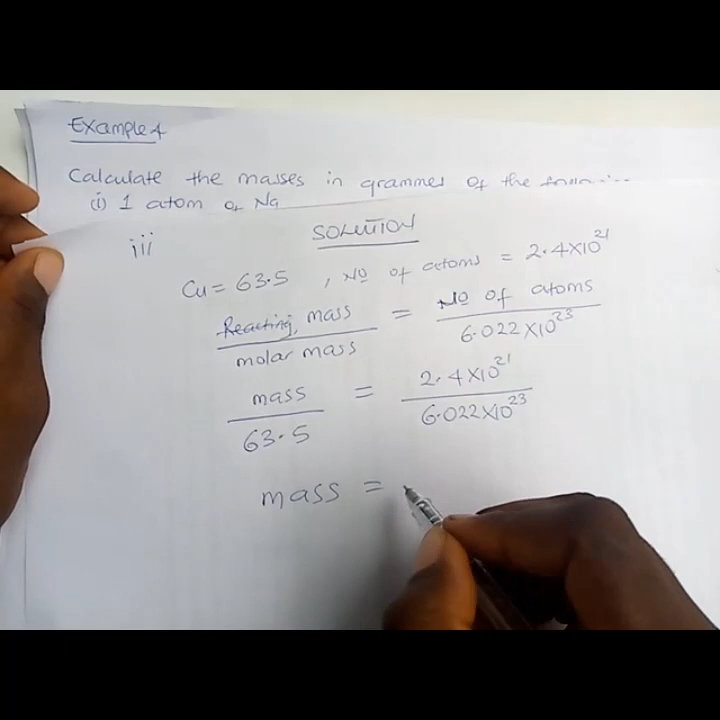 Example 4
Calculate the masses in grammes of the
(i) 1 atom of Na
iii
SOLUTION
Cu = 63.5 , No of atoms = 2.4×10^21
Reacting, mass / molar mass = No of atoms / 6.022×10^23
mass / 63.5 = 2.4×10^21 / 6.022×10^23
mass =